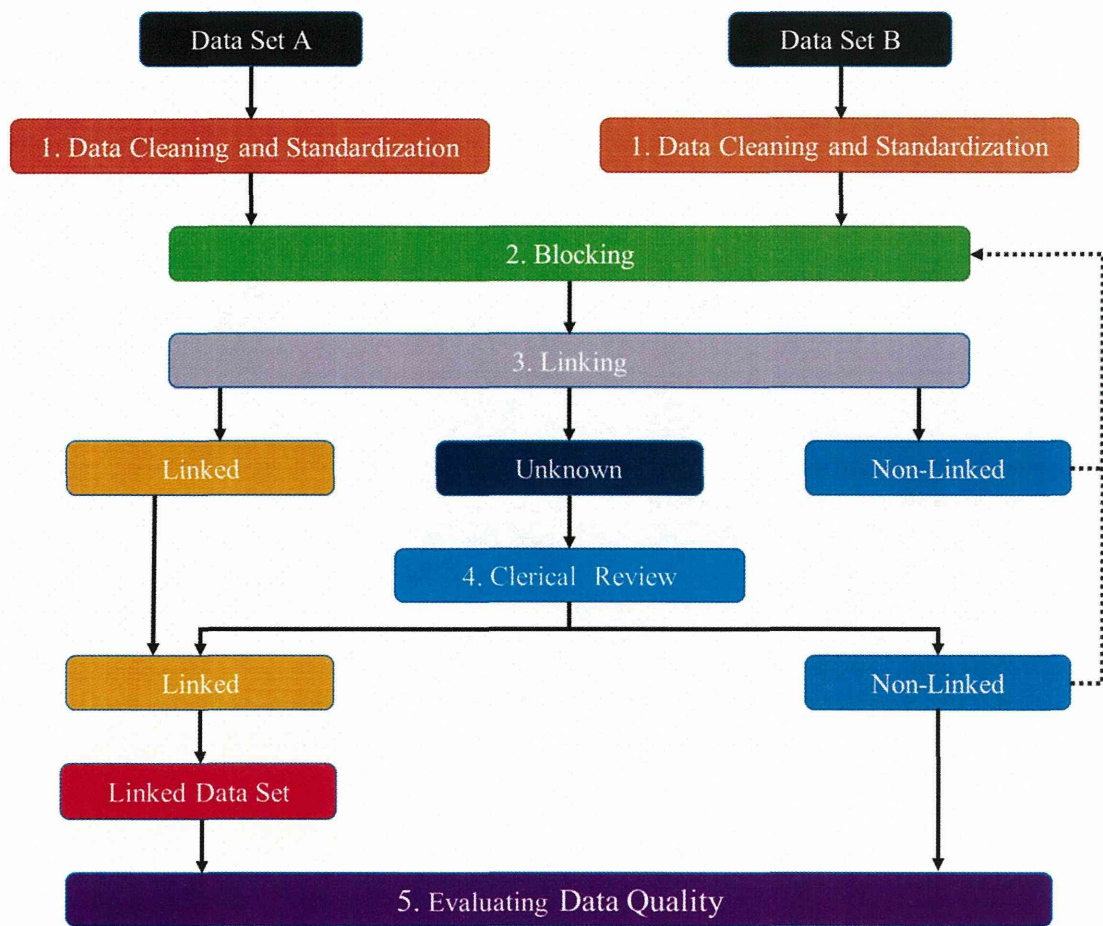 Data Set A
Data Set B
1. Data Cleaning and Standardization
1. Data Cleaning and Standardization
2. Blocking
3. Linking
Linked
Unknown
Non-Linked
4. Clerical Review
Linked
Non-Linked
Linked Data Set
5. Evaluating Data Quality